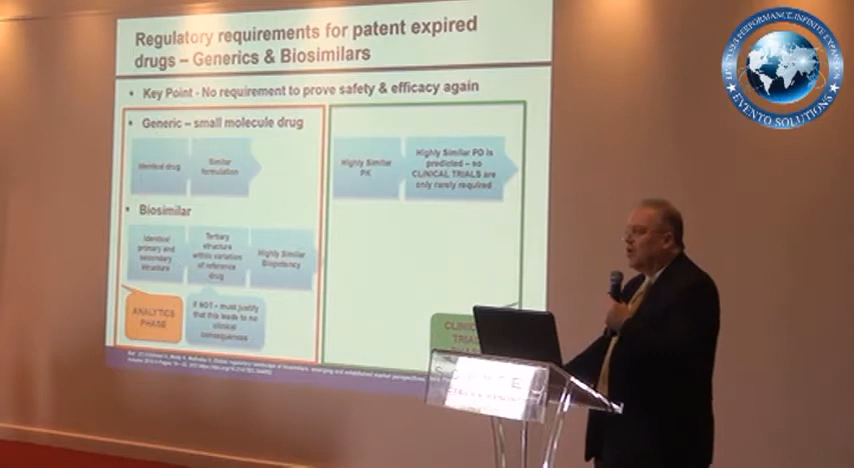 Regulatory requirements for patent expired
drugs – Generics & Biosimilars
• Key Point - No requirement to prove safety & efficacy again
• Generic – small molecule drug
Identical drug
Similar
formulation
Highly Similar
PK
Highly Similar PD is
predicted – so
CLINICAL TRIALS are
only rarely required
• Biosimilar
Identical
primary and
secondary
structure
Tertiary
structure
within variation
of reference
drug
Highly Similar
Biopotency
ANALYTICS
PHASE
If NOT – must justify
that this leads to no
clinical
consequences
EVENTO SOLUTIONS